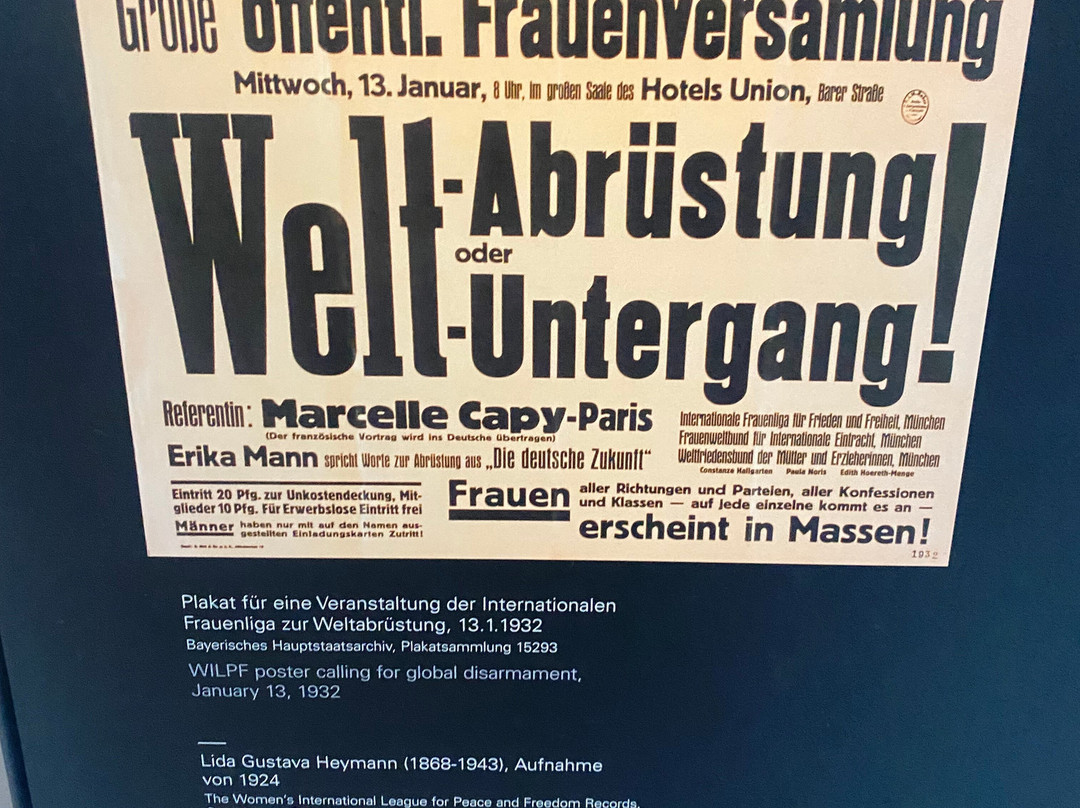 Große öffentl. Frauenversamlung
Mittwoch, 13. Januar, 8 Uhr, im großen Saale des Hotels Union, Barer Straße
Welt-Abrüstung
oder
-Untergang!
Referentin: Marcelle Capy-Paris
(Der französische Vortrag wird ins Deutsche übertragen)
Erika Mann spricht Worte zur Abrüstung aus „Die deutsche Zukunft“
Internationale Frauenliga für Frieden und Freiheit, München
Frauenweltbund für Internationale Eintracht, München
Weltfriedensbund der Mütter und Erzieherinnen, München
Constanze Hallgarten Paula Noris Edith Hoereth-Menge
Eintritt 20 Pfg. zur Unkostendeckung, Mit-
glieder 10 Pfg. Für Erwerbslose Eintritt frei
Männer haben nur mit auf den Namen aus-
gestellten Einladungskarten Zutritt!
Frauen aller Richtungen und Parteien, aller Konfessionen
und Klassen — auf jede einzelne kommt es an —
erscheint in Massen!
1932
Plakat für eine Veranstaltung der Internationalen
Frauenliga zur Weltabrüstung, 13.1.1932
Bayerisches Hauptstaatsarchiv, Plakatsammlung 15293
WILPF poster calling for global disarmament,
January 13, 1932
Lida Gustava Heymann (1868-1943), Aufnahme
von 1924
The Women's International League for Peace and Freedom Records,